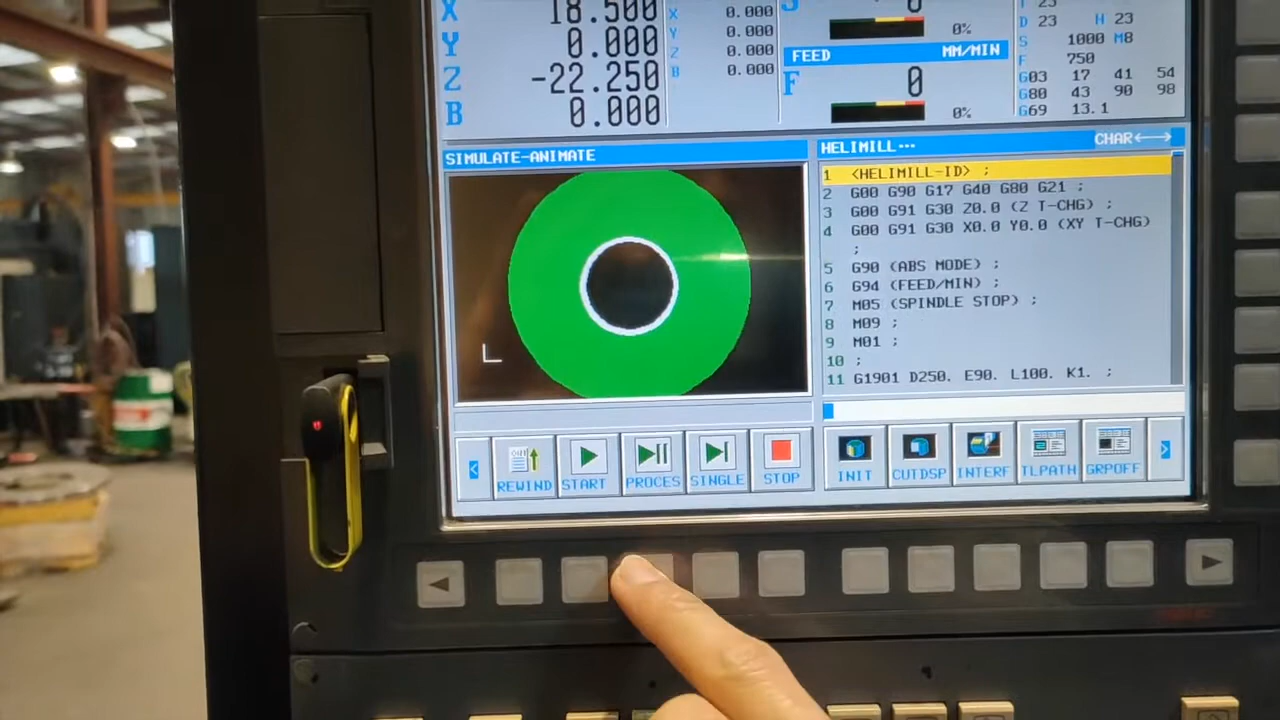 X 18.500
Y 0.000
Z -22.250
B 0.000
X 0.000
Y 0.000
Z 0.000
B 0.000
S 0
0%
FEED MM/MIN
F 0
0%
T 23
D 23 H 23
S 1000 M8
F 750
G03 17 41 54
G80 43 90 98
G69 13.1
SIMULATE-ANIMATE
HELIMILL... CHAR
1 <HELIMILL-ID> ;
2 G00 G90 G17 G40 G80 G21 ;
3 G00 G91 G30 Z0.0 (Z T-CHG) ;
4 G00 G91 G30 X0.0 Y0.0 (XY T-CHG)
;
5 G90 (ABS MODE) ;
6 G94 (FEED/MIN) ;
7 M05 (SPINDLE STOP) ;
8 M09 ;
9 M01 ;
10 ;
11 G1901 D250. E90. L100. K1. ;
< REWIND START PROCES SINGLE STOP INIT CUTDSP INTERF TLPATH GRPOFF >